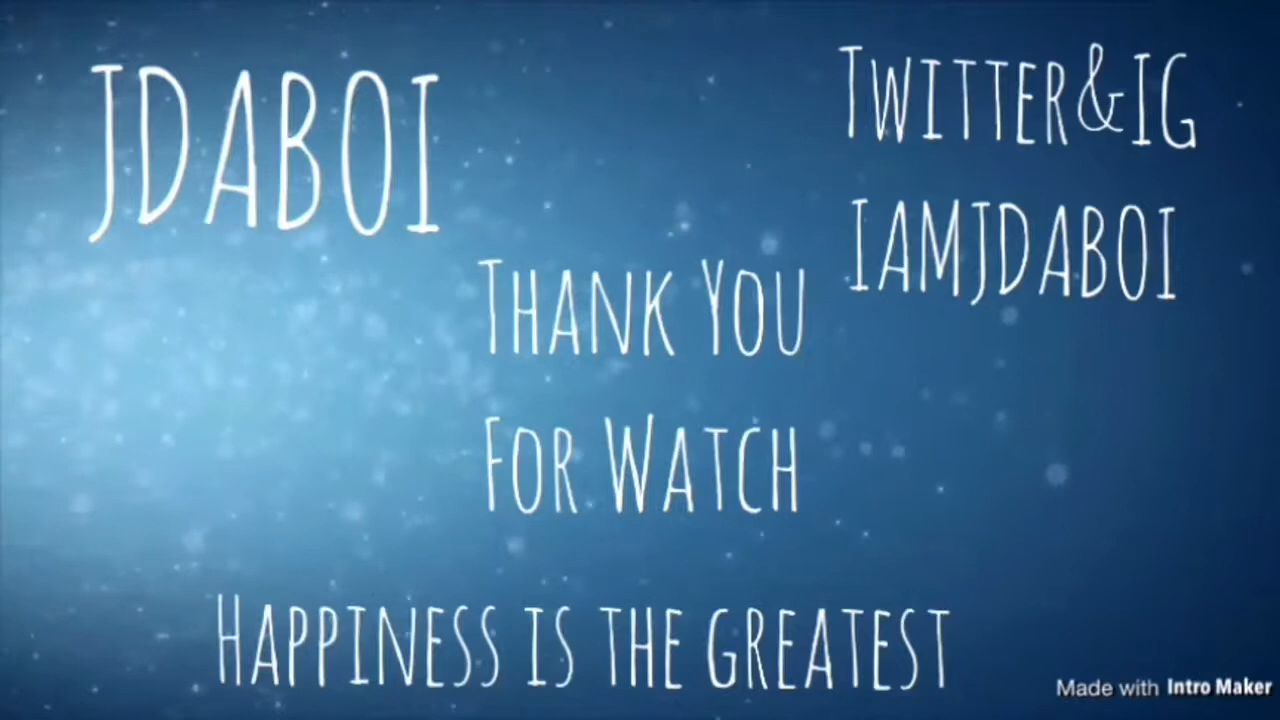 JDABOI
Twitter&IG
IAMJDABOI
Thank You
For Watch
Happiness is the greatest
Made with Intro Maker